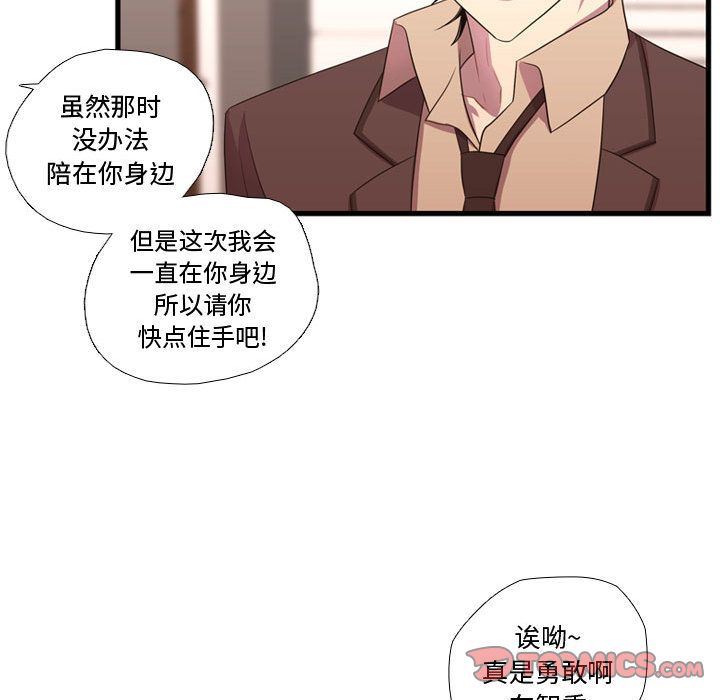 虽然那时
没办法
陪在你身边
但是这次我会
一直在你身边
所以请你
快点住手吧!
诶呦~
真是勇敢啊
TOOMICS.COM